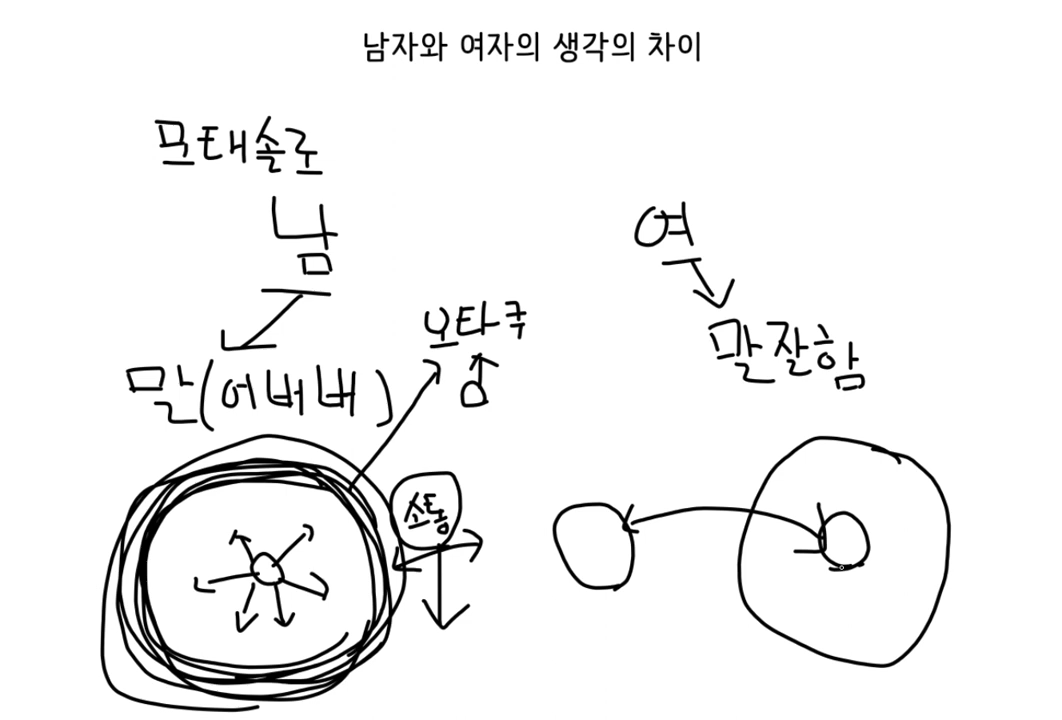 남자와 여자의 생각의 차이
모태솔로
남
여
오타쿠
말잘함
말(어버버)
소통